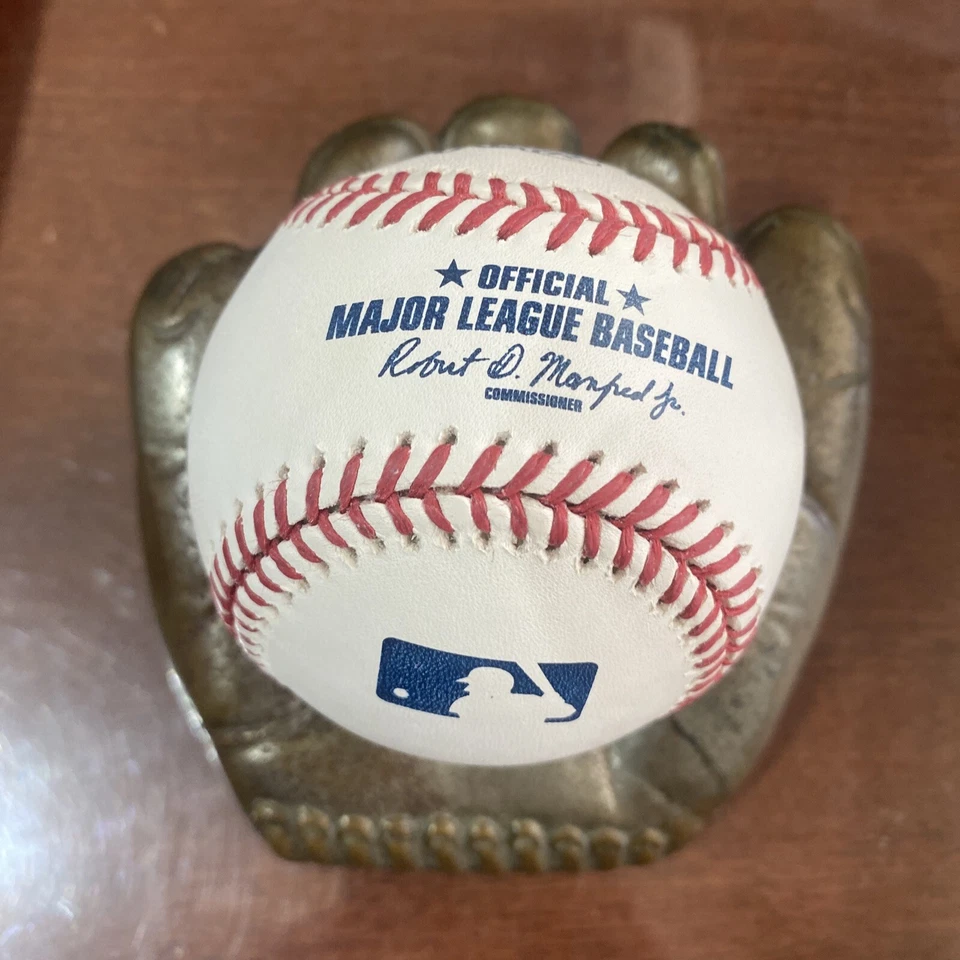 ★ OFFICIAL ★
MAJOR LEAGUE BASEBALL
Robert D. Manfred Jr.
COMMISSIONER